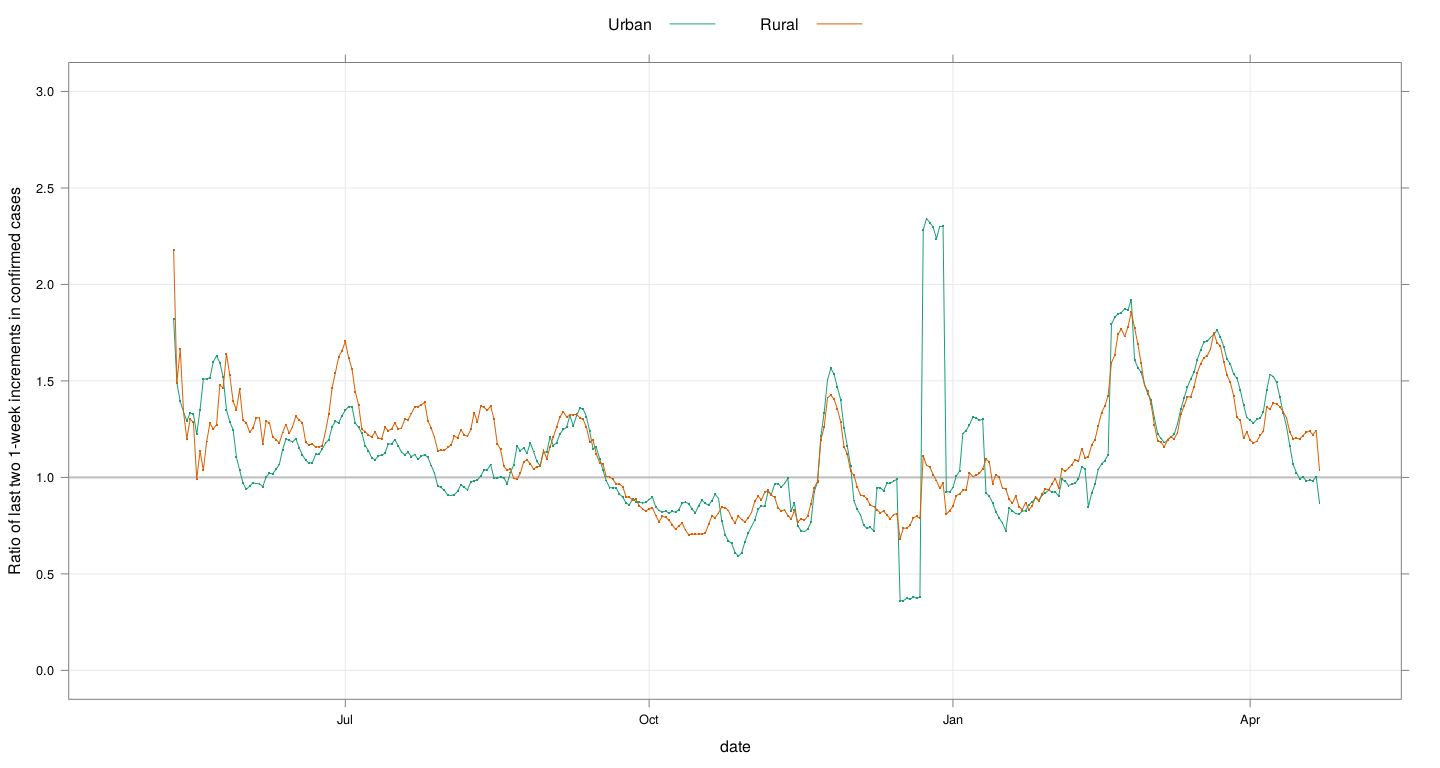 Urban Rural
Ratio of last two 1-week increments in confirmed cases
3.0
2.5
2.0
1.5
1.0
0.5
0.0
Jul Oct Jan Apr
date